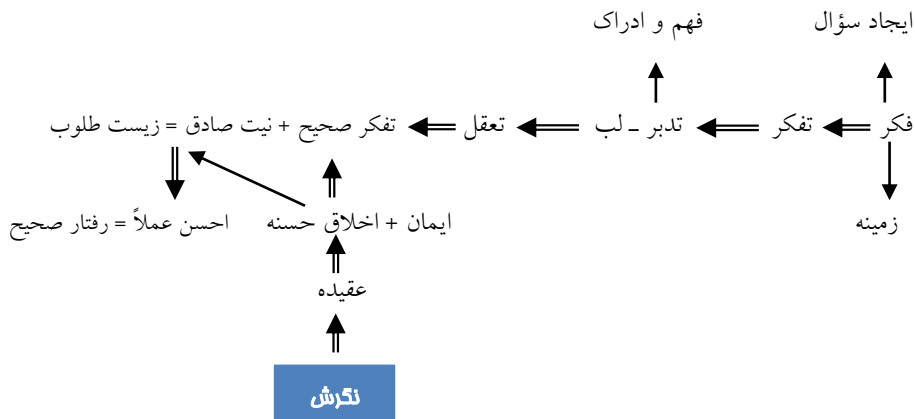 ایجاد سؤال
فهم و ادراک
فکر تفکر تدبر ـ لب تعقل تفکر صحیح + نیت صادق = زیست طلوب
زمینه
ایمان + اخلاق حسنه
احسن عملاً = رفتار صحیح
عقیده
نگرش